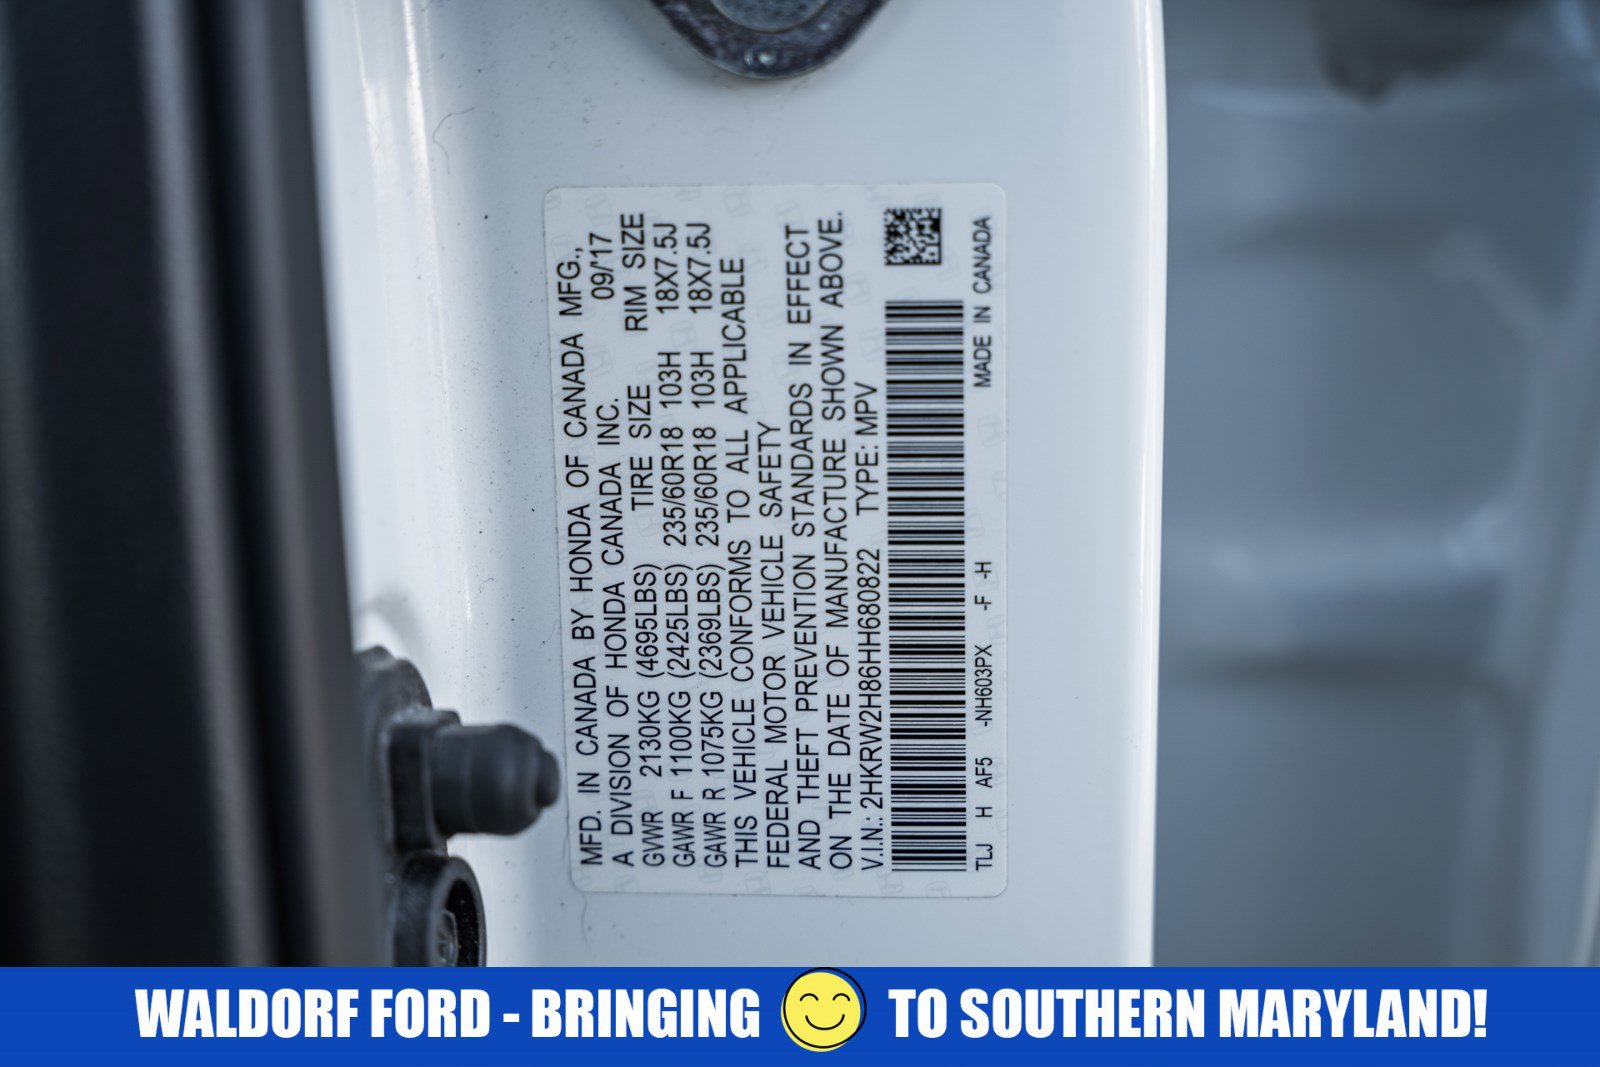 MFD. IN CANADA BY HONDA OF CANADA MFG.,
A DIVISION OF HONDA CANADA INC. 09/'17
GVWR 2130KG (4695LBS) TIRE SIZE RIM SIZE
GAWR F 1100KG (2425LBS) 235/60R18 103H 18X7.5J
GAWR R 1075KG (2369LBS) 235/60R18 103H 18X7.5J
THIS VEHICLE CONFORMS TO ALL APPLICABLE
FEDERAL MOTOR VEHICLE SAFETY
AND THEFT PREVENTION STANDARDS IN EFFECT
ON THE DATE OF MANUFACTURE SHOWN ABOVE.
V.I.N.: 2HKRW2H86HH680822 TYPE: MPV
TLJ H AF5 -NH603PX -F -H MADE IN CANADA
WALDORF FORD - BRINGING TO SOUTHERN MARYLAND!